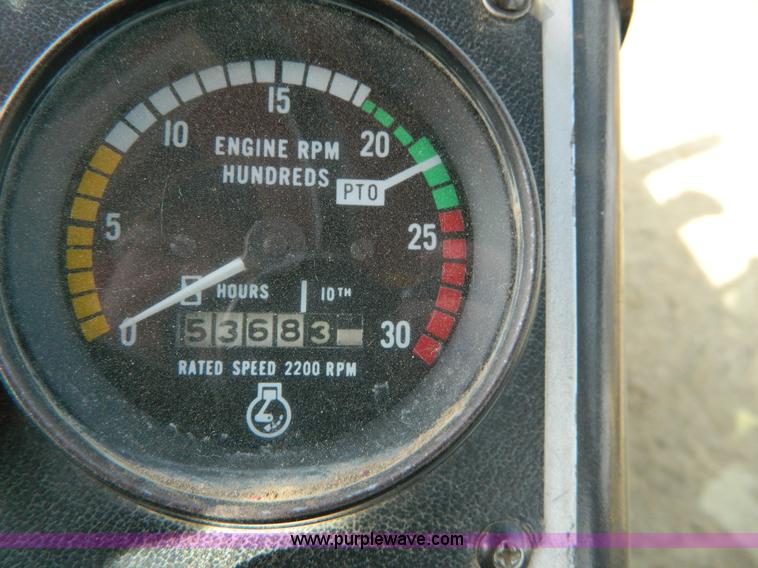 15
10
20
ENGINE RPM
HUNDREDS
PTO
5
25
HOURS
10TH
0
53683
30
RATED SPEED 2200 RPM
www.purplewave.com